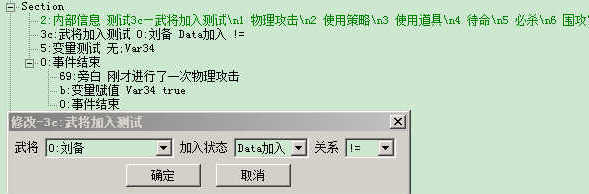 Section
2:内部信息 测试3c－武将加入测试\n1 物理攻击\n2 使用策略\n3 使用道具\n4 待命\n5 必杀\n6 围攻
3c:武将加入测试 0:刘备 Data加入 !=
5:变量测试 无;Var34
0:事件结束
69:旁白 刚才进行了一次物理攻击
b:变量赋值 Var34 true
0:事件结束
修改-3c:武将加入测试
武将 0:刘备 加入状态 Data加入 关系 !=
确定 取消